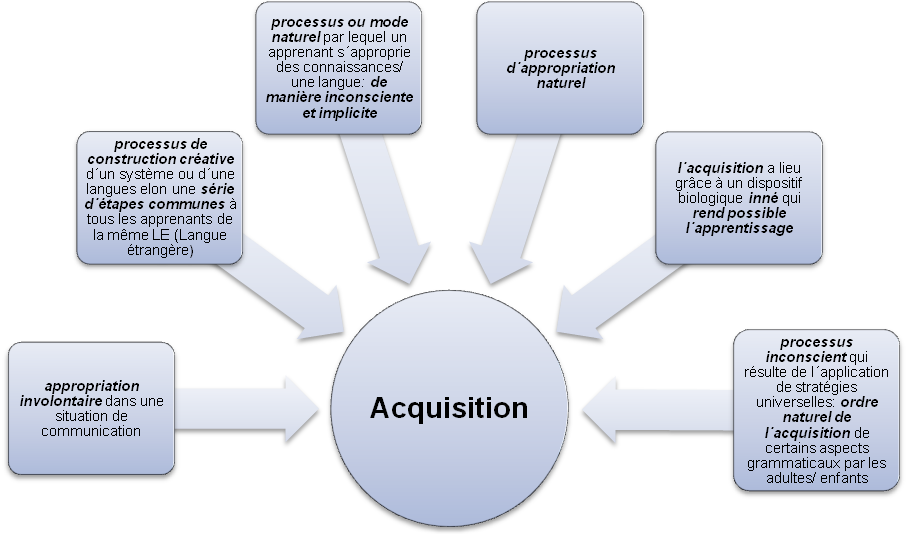 processus ou mode
naturel par lequel un
apprenant s´approprie
des connaissances/
une langue: de
manière inconsciente
et implicite
processus
d´appropriation
naturel
processus de
construction créative
d´un système ou d´une
langues elon une série
d´étapes communes à
tous les apprenants de
la même LE (Langue
étrangère)
l´acquisition a lieu
grâce à un dispositif
biologique inné qui
rend possible
l´apprentissage
appropriation
involontaire dans une
situation de
communication
Acquisition
processus
inconscient qui
résulte de l´application
de stratégies
universelles: ordre
naturel de
l´acquisition de
certains aspects
grammaticaux par les
adultes/ enfants